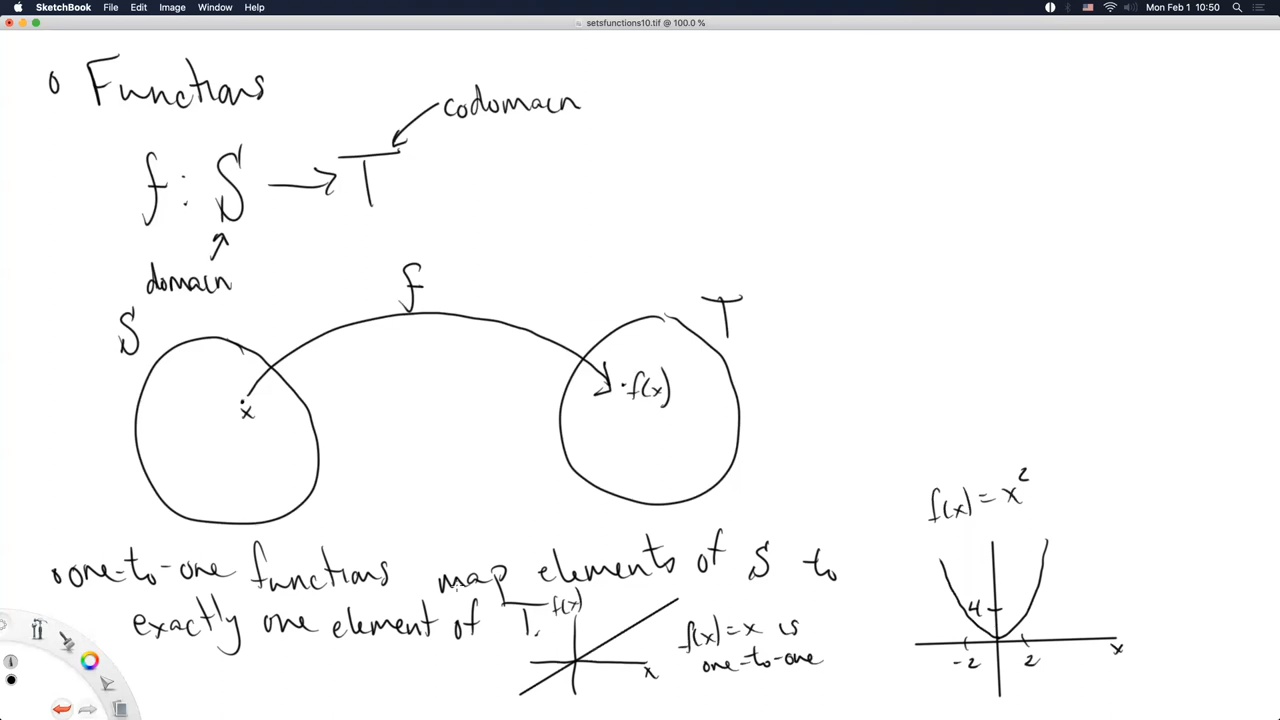 SketchBook File Edit Image Window Help Mon Feb 1 10:50
setsfunctions10.tif @ 100.0 %
Functions
codomain
f: S → T
domain
f
S
T
x
f(x)
f(x) = x²
one-to-one functions map elements of S to
exactly one element of T.
f(x)
x
f(x) = x is
one-to-one
4
-2 2
x